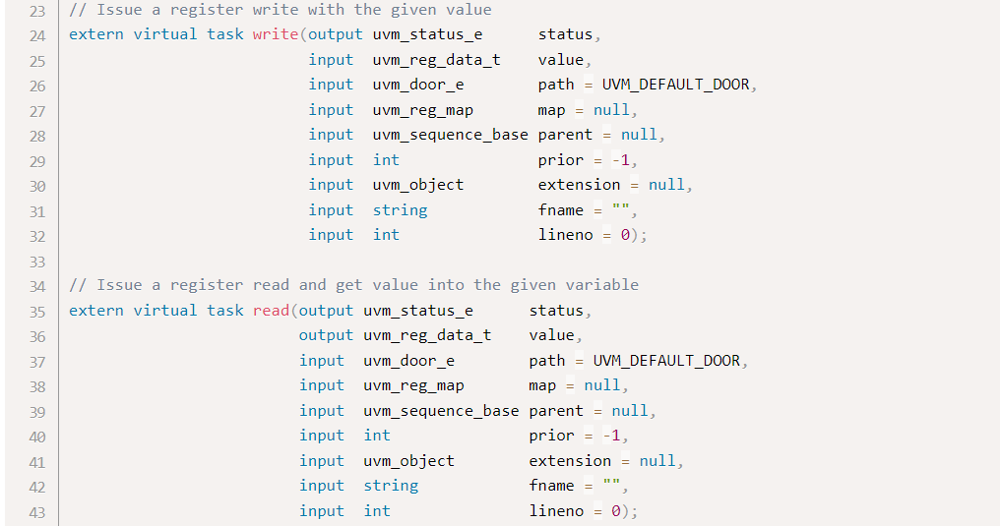 23 // Issue a register write with the given value
24 extern virtual task write(output uvm_status_e      status,
25                           input  uvm_reg_data_t    value,
26                           input  uvm_door_e        path = UVM_DEFAULT_DOOR,
27                           input  uvm_reg_map       map = null,
28                           input  uvm_sequence_base parent = null,
29                           input  int               prior = -1,
30                           input  uvm_object        extension = null,
31                           input  string            fname = "",
32                           input  int               lineno = 0);
33
34 // Issue a register read and get value into the given variable
35 extern virtual task read(output uvm_status_e      status,
36                          output uvm_reg_data_t    value,
37                          input  uvm_door_e        path = UVM_DEFAULT_DOOR,
38                          input  uvm_reg_map       map = null,
39                          input  uvm_sequence_base parent = null,
40                          input  int               prior = -1,
41                          input  uvm_object        extension = null,
42                          input  string            fname = "",
43                          input  int               lineno = 0);